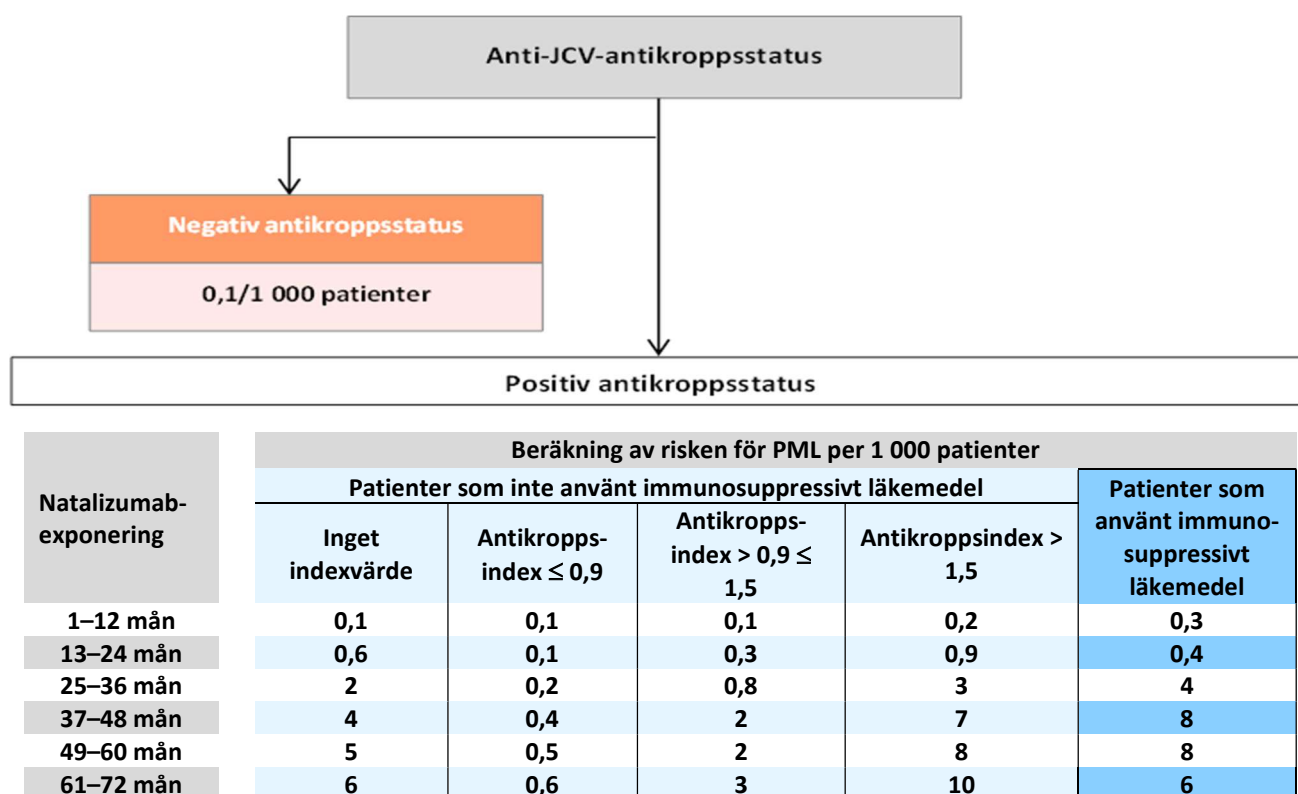 Anti-JCV-antikroppsstatus
Negativ antikroppsstatus
0,1/1 000 patienter
Positiv antikroppsstatus
Natalizumab-
exponering
Beräkning av risken för PML per 1 000 patienter
Patienter som inte använt immunosuppressivt läkemedel
Patienter som
använt immuno-
suppressivt
läkemedel
Inget
indexvärde
Antikropps-
index ≤ 0,9
Antikropps-
index > 0,9 ≤
1,5
Antikroppsindex >
1,5
1–12 mån 0,1 0,1 0,1 0,2 0,3
13–24 mån 0,6 0,1 0,3 0,9 0,4
25–36 mån 2 0,2 0,8 3 4
37–48 mån 4 0,4 2 7 8
49–60 mån 5 0,5 2 8 8
61–72 mån 6 0,6 3 10 6